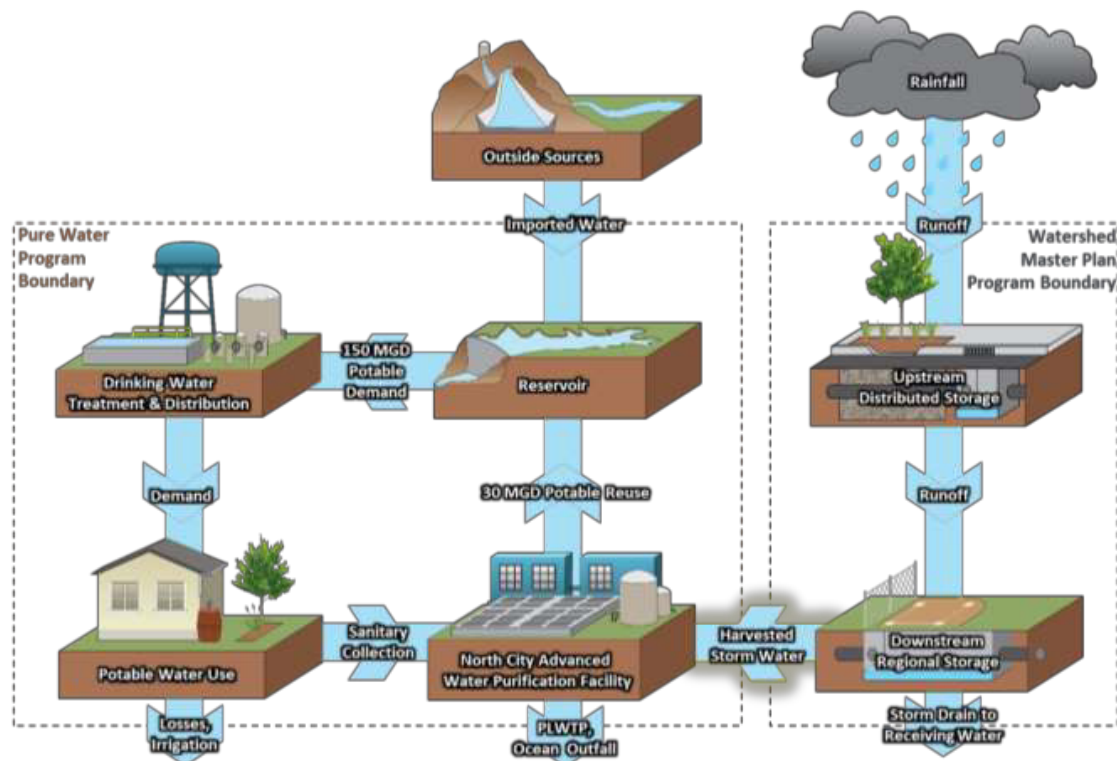 Rainfall
Outside Sources
Imported Water
Runoff
Pure Water
Program
Boundary
Watershed
Master Plan
Program Boundary
150 MGD
Potable
Demand
Drinking Water
Treatment & Distribution
Reservoir
Upstream
Distributed Storage
Demand
30 MGD Potable Reuse
Runoff
Sanitary
Collection
Harvested
Storm Water
Downstream
Regional Storage
Potable Water Use
North City Advanced
Water Purification Facility
Losses,
Irrigation
PLWTP,
Ocean Outfall
Storm Drain to
Receiving Water